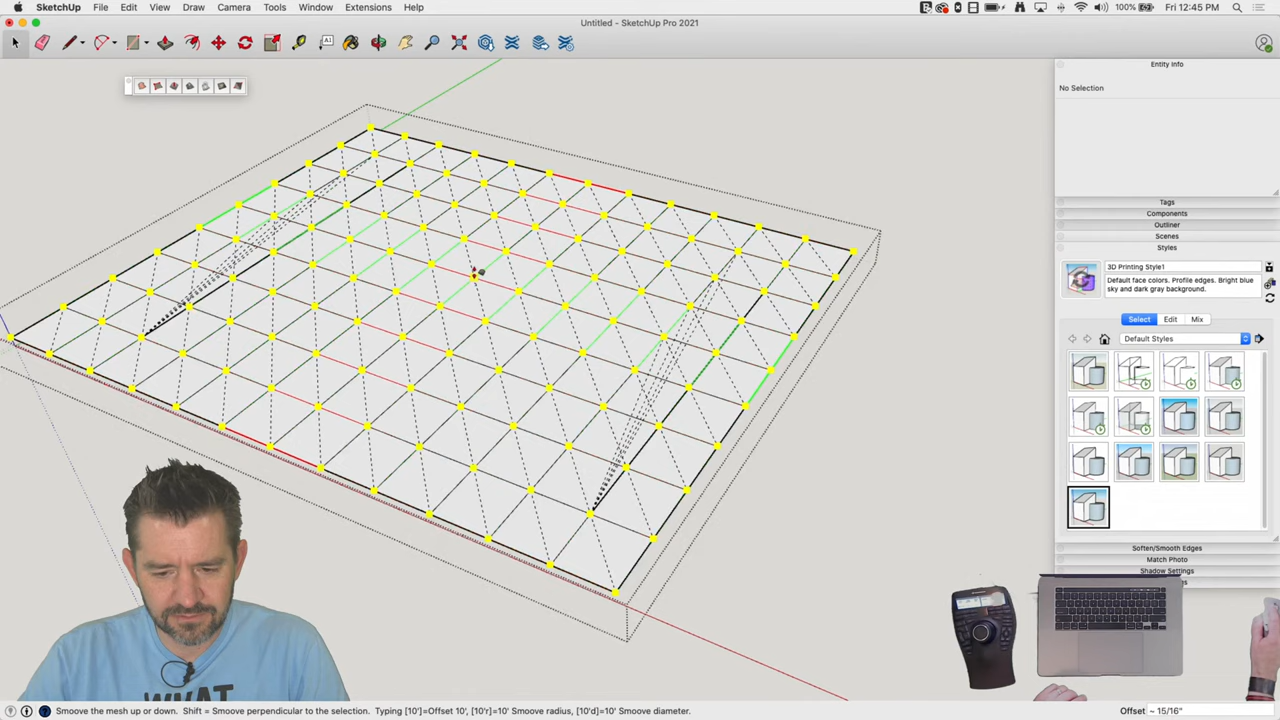 SketchUp File Edit View Draw Camera Tools Window Extensions Help
100% Fri 12:45 PM
Untitled - SketchUp Pro 2021
A1
Entity Info
No Selection
Tags
Components
Outliner
Scenes
Styles
3D Printing Style1
Default face colors. Profile edges. Bright blue
sky and dark gray background.
Select Edit Mix
Default Styles
Soften/Smooth Edges
Match Photo
Shadow Settings
WHAT
Smoove the mesh up or down. Shift = Smoove perpendicular to the selection. Typing [10']=Offset 10', [10'r]=10' Smoove radius, [10'd]=10' Smoove diameter.
Offset ~ 15/16"